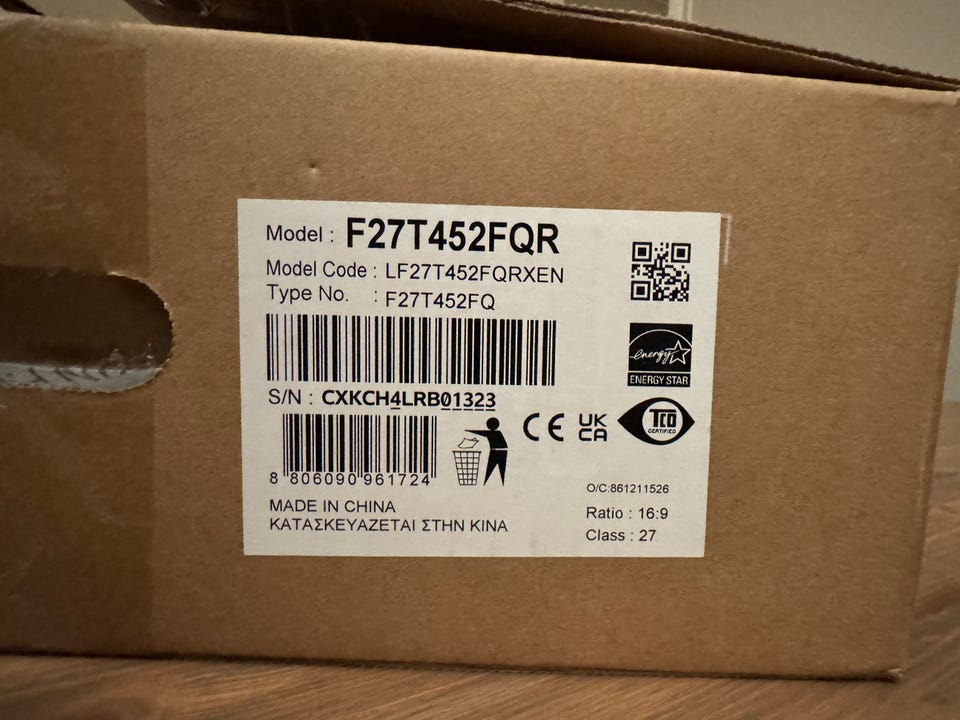 Model : F27T452FQR
Model Code : LF27T452FQRXEN
Type No. : F27T452FQ
energy
ENERGY STAR
S/N : CXKCH4LRB01323
CE UK CA
TCO
CERTIFIED
8 806090 961724
O/C:861211526
MADE IN CHINA
ΚΑΤΑΣΚΕΥΑΖΕΤΑΙ ΣΤΗΝ ΚΙΝΑ
Ratio : 16:9
Class : 27